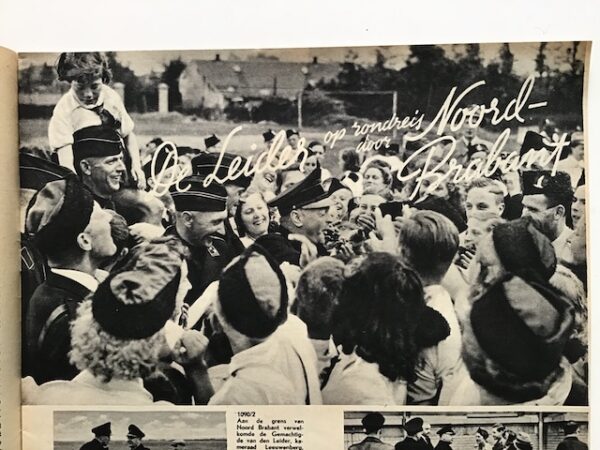 De Leider op rondreis door Noord-
Brabant
1090/2
Aan de grens van
Noord Brabant verwel-
komde de Gemachtig-
de van den Leider, ka-
meraad Leeuwenberg,